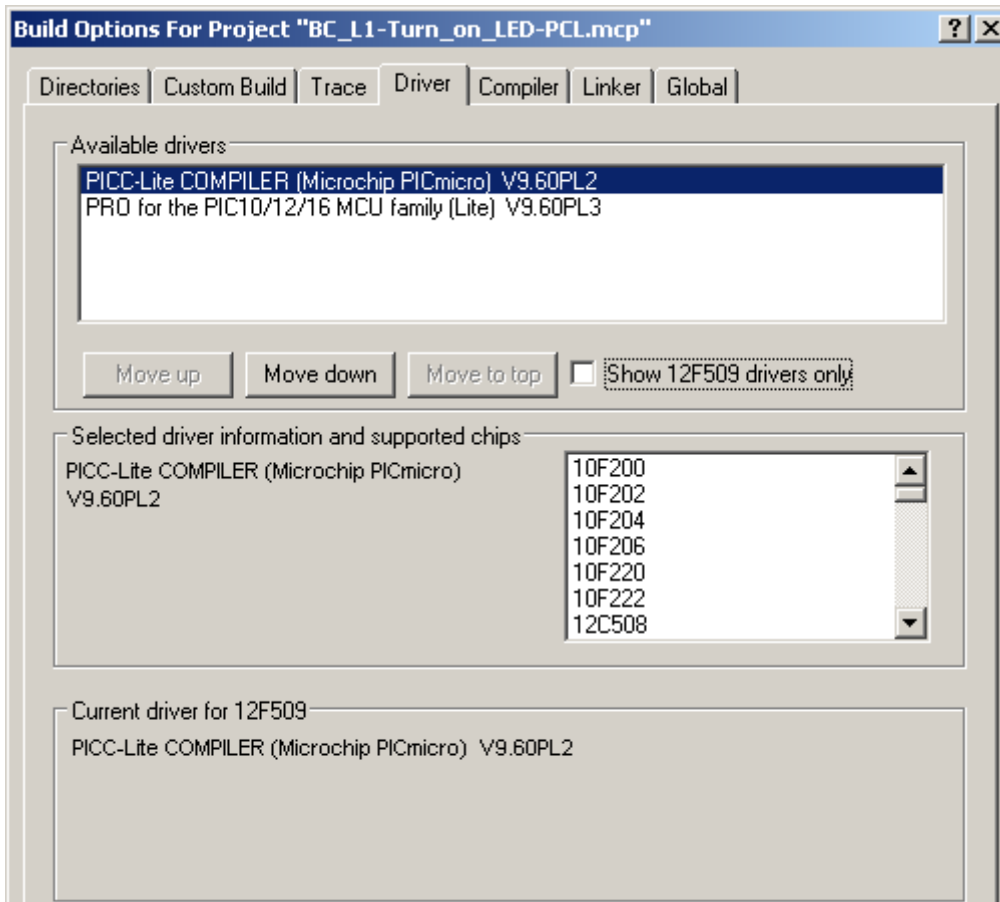 Build Options For Project "BC_L1-Turn_on_LED-PCL.mcp"
Directories Custom Build Trace Driver Compiler Linker Global
Available drivers
PICC-Lite COMPILER (Microchip PICmicro) V9.60PL2
PRO for the PIC10/12/16 MCU family (Lite) V9.60PL3
Move up Move down Move to top Show 12F509 drivers only
Selected driver information and supported chips
PICC-Lite COMPILER (Microchip PICmicro)
V9.60PL2
10F200
10F202
10F204
10F206
10F220
10F222
12C508
Current driver for 12F509
PICC-Lite COMPILER (Microchip PICmicro) V9.60PL2